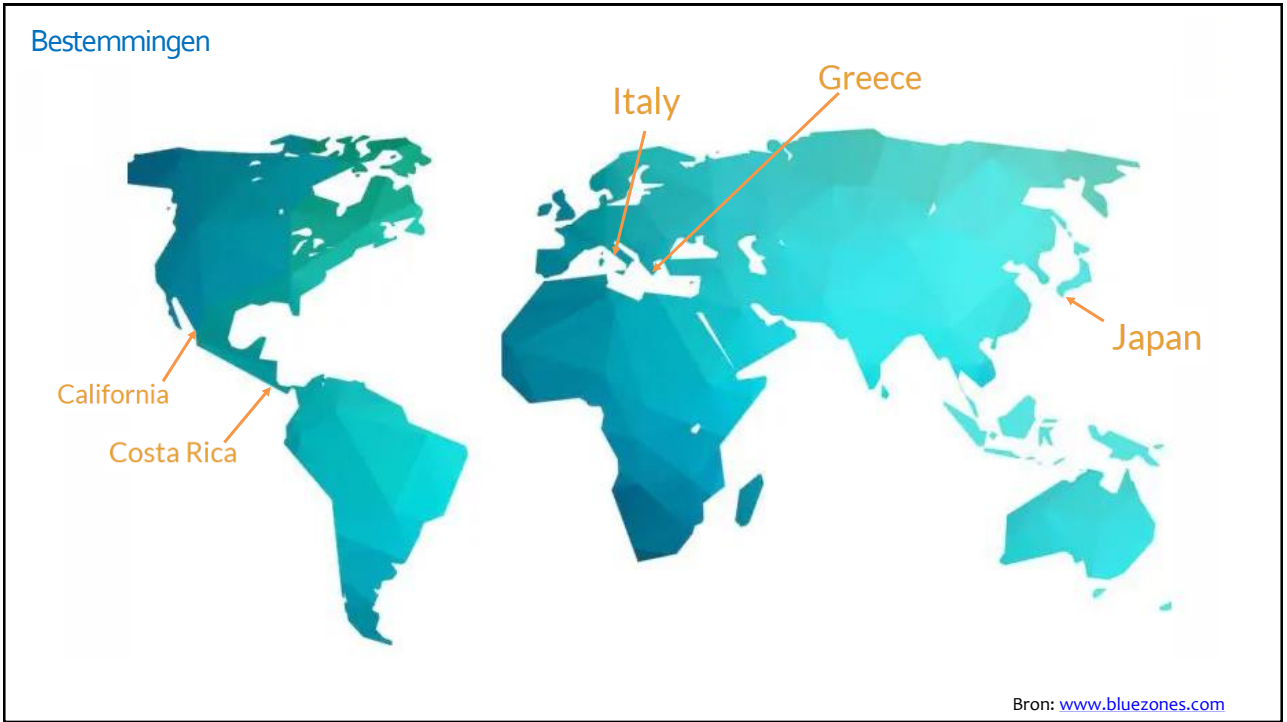 Bestemmingen
Greece
Italy
Japan
California
Costa Rica
Bron: www.bluezones.com